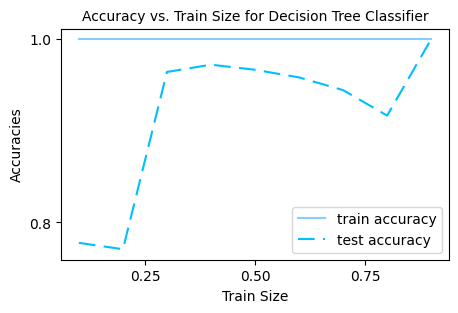 Accuracy vs. Train Size for Decision Tree Classifier
1.0
0.8
Accuracies
train accuracy
test accuracy
0.25
0.50
0.75
Train Size